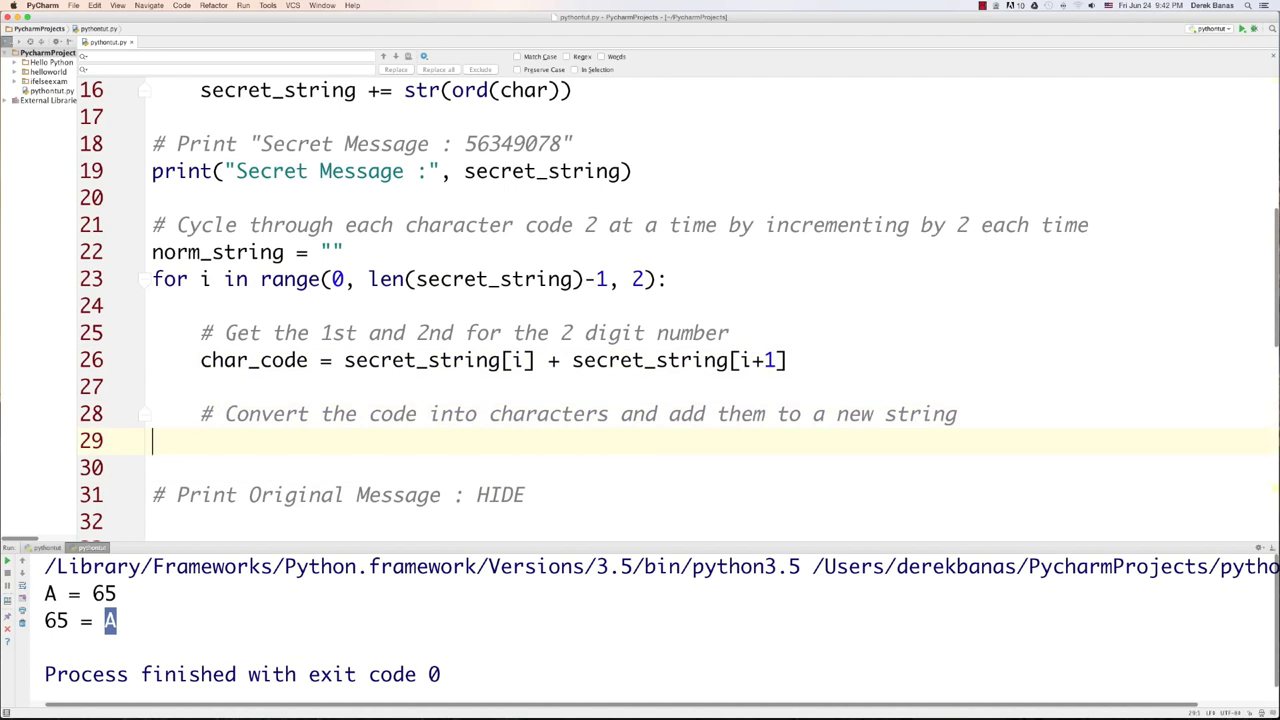 PyCharm File Edit View Navigate Code Refactor Run Tools VCS Window Help Fri Jun 24 9:42 PM Derek Banas
pythontut.py - PycharmProjects - [~/PycharmProjects]
PycharmProjects pythontut.py pythontut
pythontut.py
PycharmProject
Hello Python
helloworld
ifelseexam
pythontut.py
External Librarie
Match Case Regex Words
Replace Replace all Exclude Preserve Case In Selection
16 secret_string += str(ord(char))
17
18 # Print "Secret Message : 56349078"
19 print("Secret Message :", secret_string)
20
21 # Cycle through each character code 2 at a time by incrementing by 2 each time
22 norm_string = ""
23 for i in range(0, len(secret_string)-1, 2):
24
25 # Get the 1st and 2nd for the 2 digit number
26 char_code = secret_string[i] + secret_string[i+1]
27
28 # Convert the code into characters and add them to a new string
29
30
31 # Print Original Message : HIDE
32
Run: pythontut pythontut
/Library/Frameworks/Python.framework/Versions/3.5/bin/python3.5 /Users/derekbanas/PycharmProjects/pytho
A = 65
65 = A
Process finished with exit code 0
29:1 LF÷ UTF-8÷